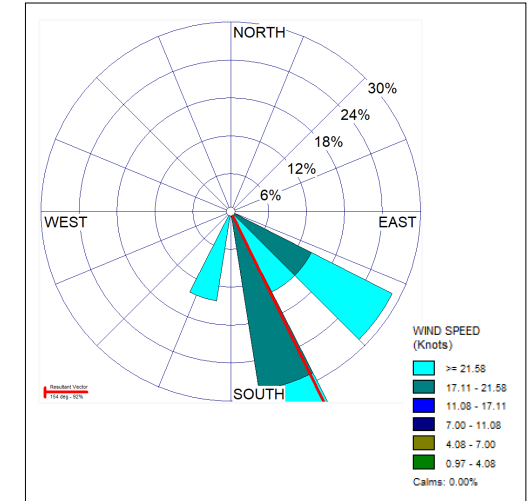 NORTH
30%
24%
18%
12%
6%
WEST
EAST
SOUTH
WIND SPEED
(Knots)
>= 21.58
17.11 - 21.58
11.08 - 17.11
7.00 - 11.08
4.08 - 7.00
0.97 - 4.08
Calms: 0.00%
Resultant Vector
154 deg - 92%